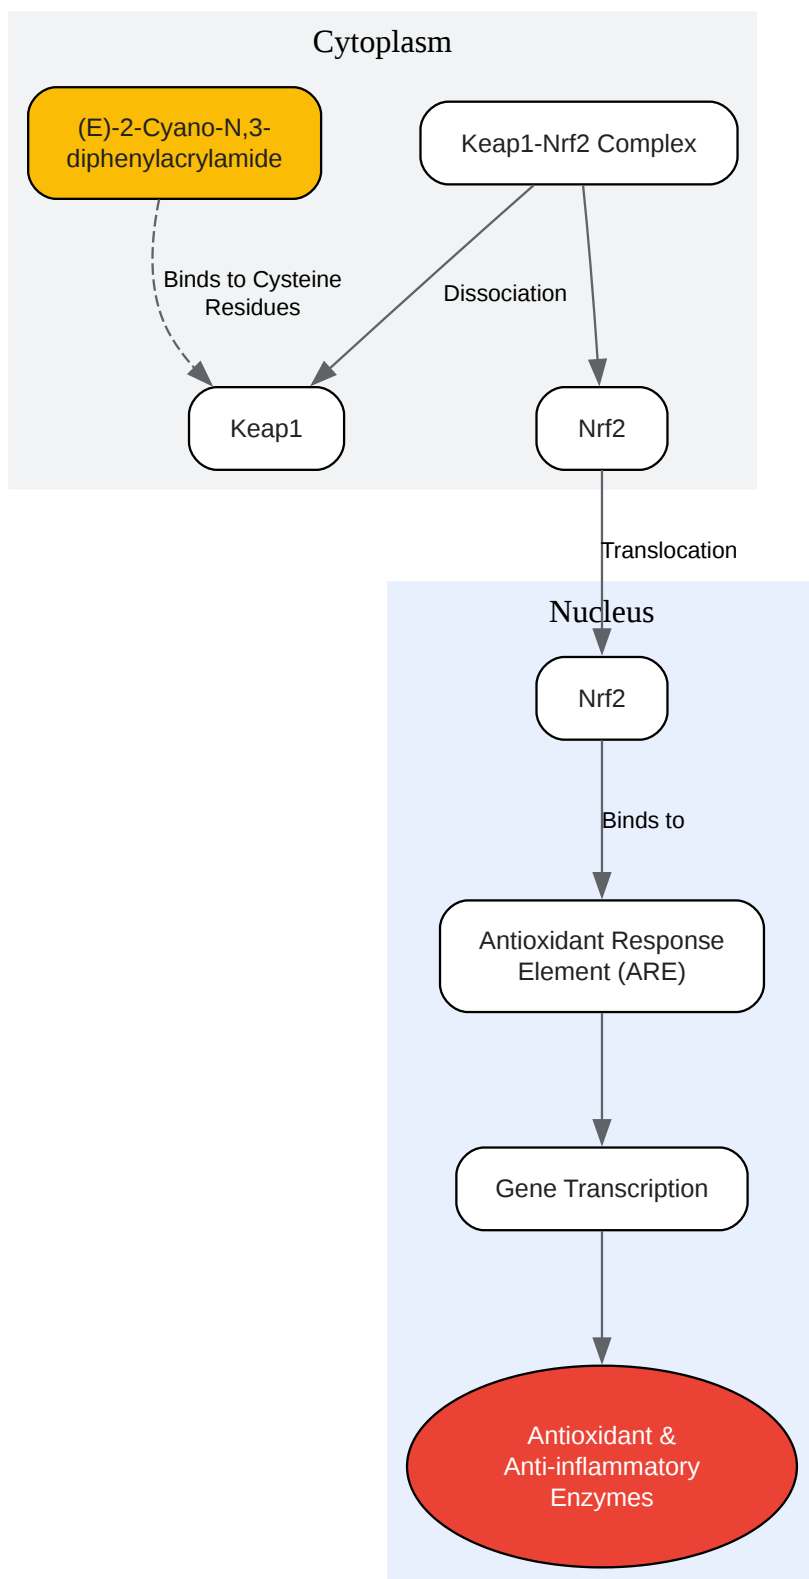 Cytoplasm
(E)-2-Cyano-N,3-
diphenylacrylamide
Keap1-Nrf2 Complex
Binds to Cysteine
Residues
Dissociation
Keap1
Nrf2
Translocation
Nucleus
Nrf2
Binds to
Antioxidant Response
Element (ARE)
Gene Transcription
Antioxidant &
Anti-inflammatory
Enzymes